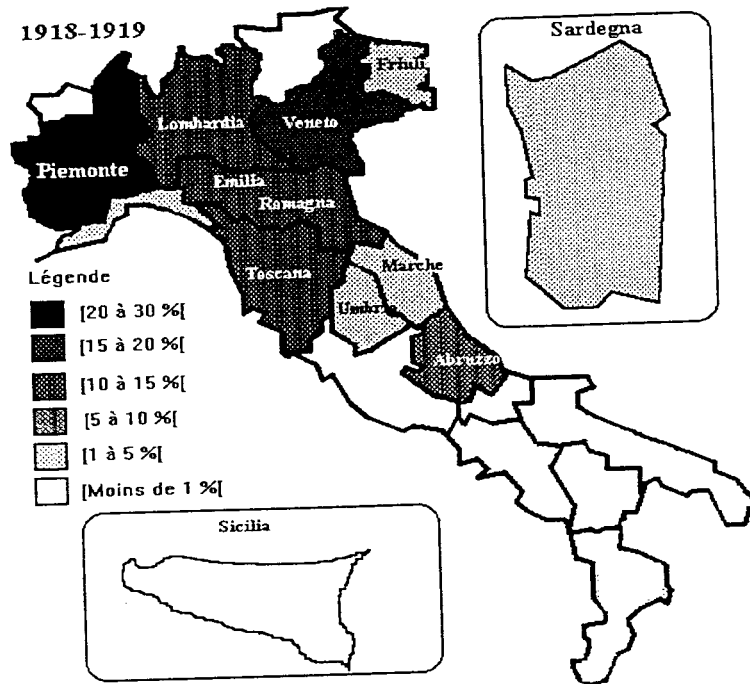 1918-1919
Sardegna
Friuli
Lombardia
Veneto
Piemonte
Emilia
Romagna
Toscana
Marche
Umbria
Abruzzo
Légende
[20 à 30 %[
[15 à 20 %[
[10 à 15 %[
[5 à 10 %[
[1 à 5 %[
[Moins de 1 %[
Sicilia